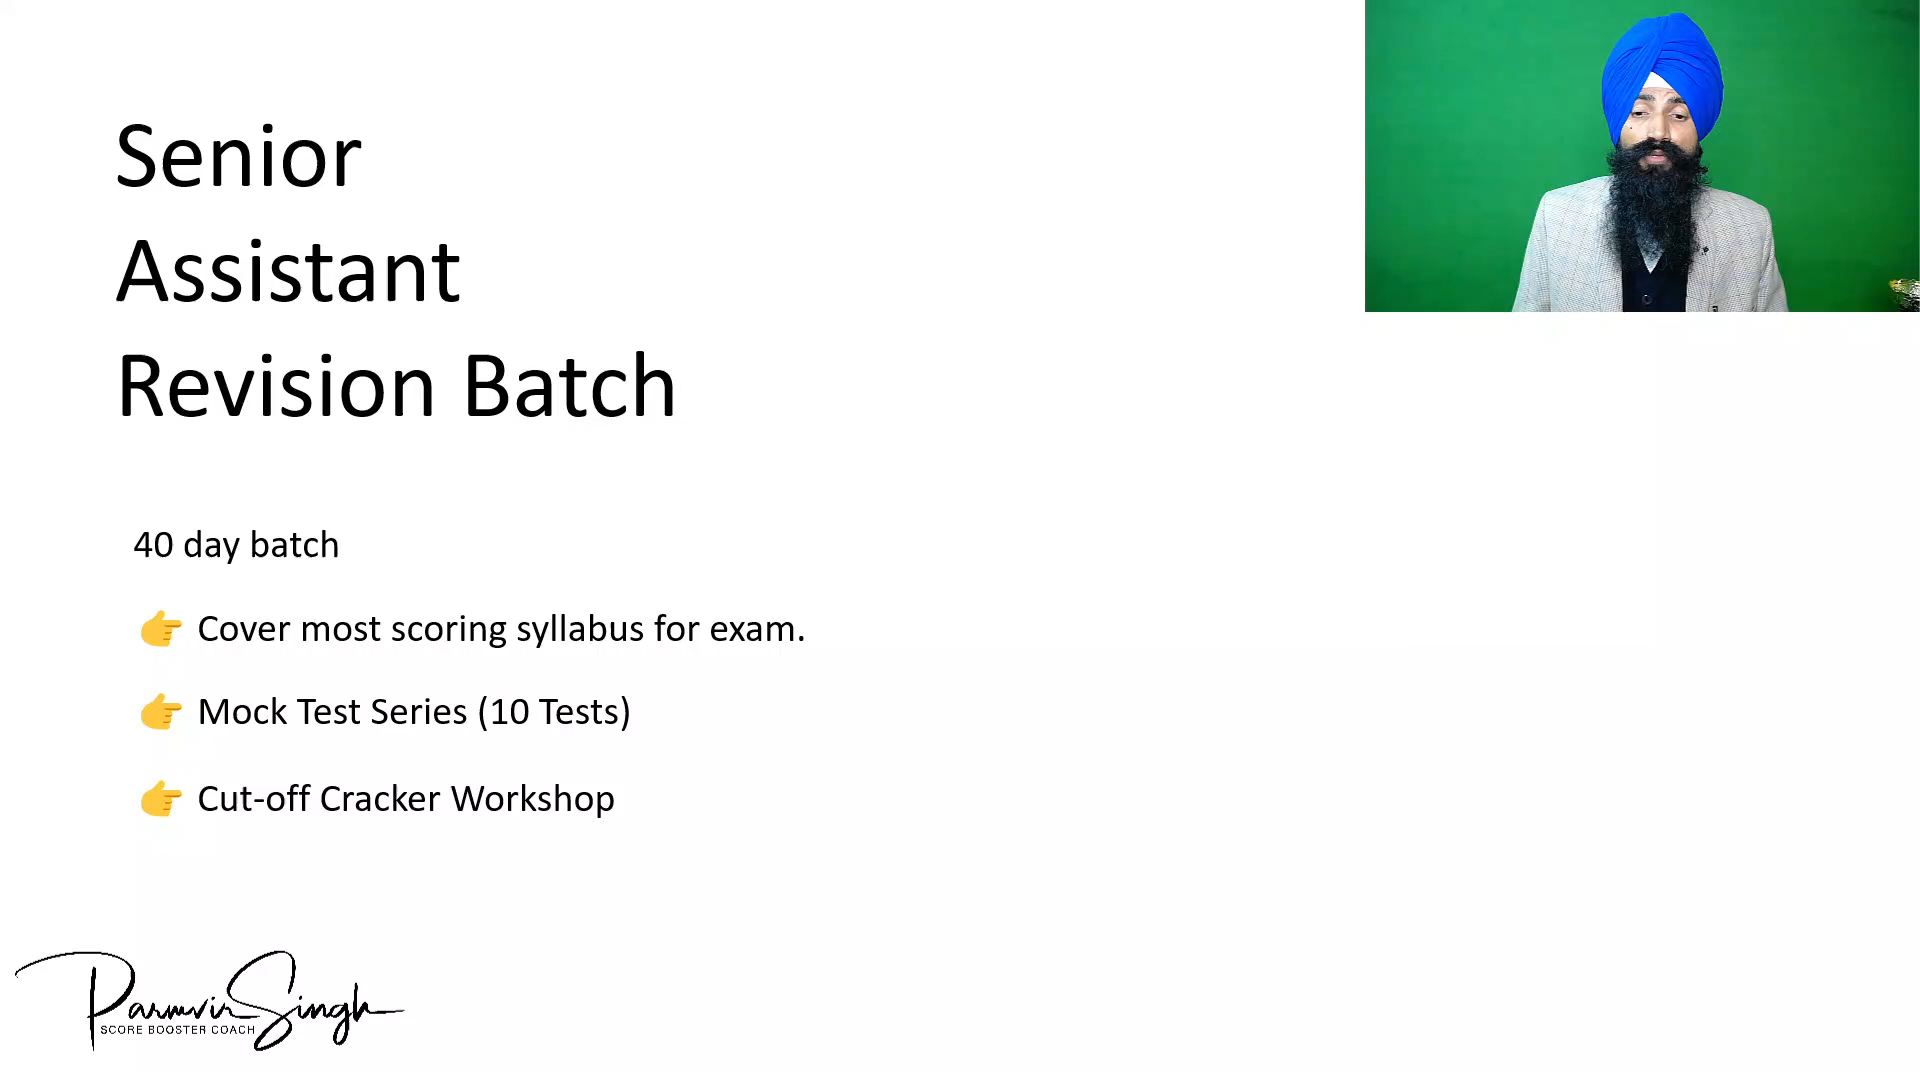 Senior
Assistant
Revision Batch
40 day batch
👉 Cover most scoring syllabus for exam.
👉 Mock Test Series (10 Tests)
👉 Cut-off Cracker Workshop
Parmvir Singh
SCORE BOOSTER COACH